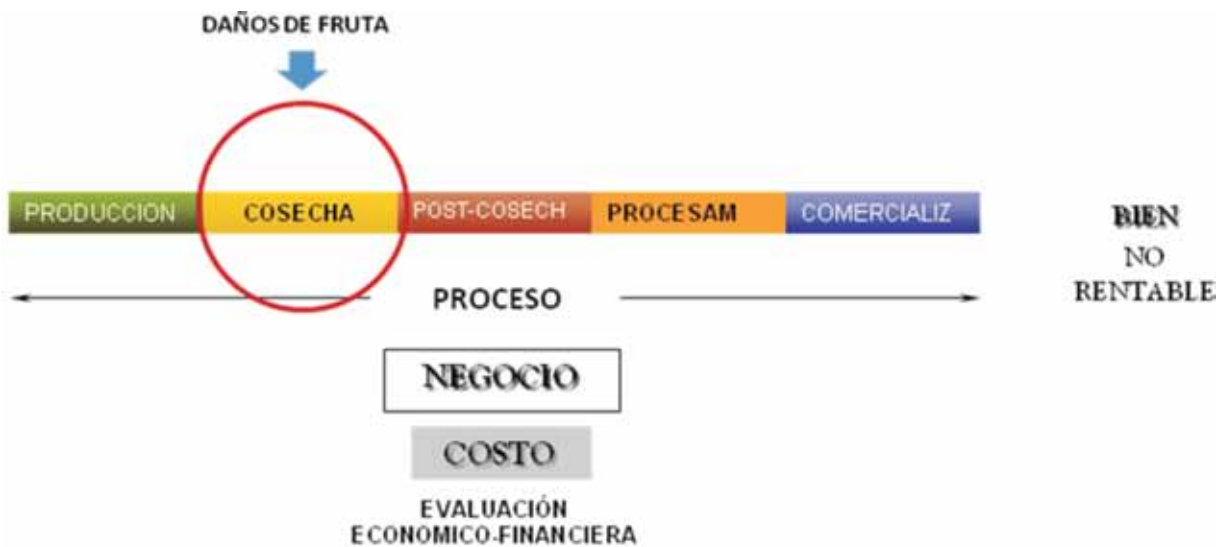 DAÑOS DE FRUTA
PRODUCCION COSECHA POST-COSECH PROCESAM COMERCIALIZ
BIEN
NO
RENTABLE
PROCESO
NEGOCIO
COSTO
EVALUACIÓN
ECONOMICO-FINANCIERA